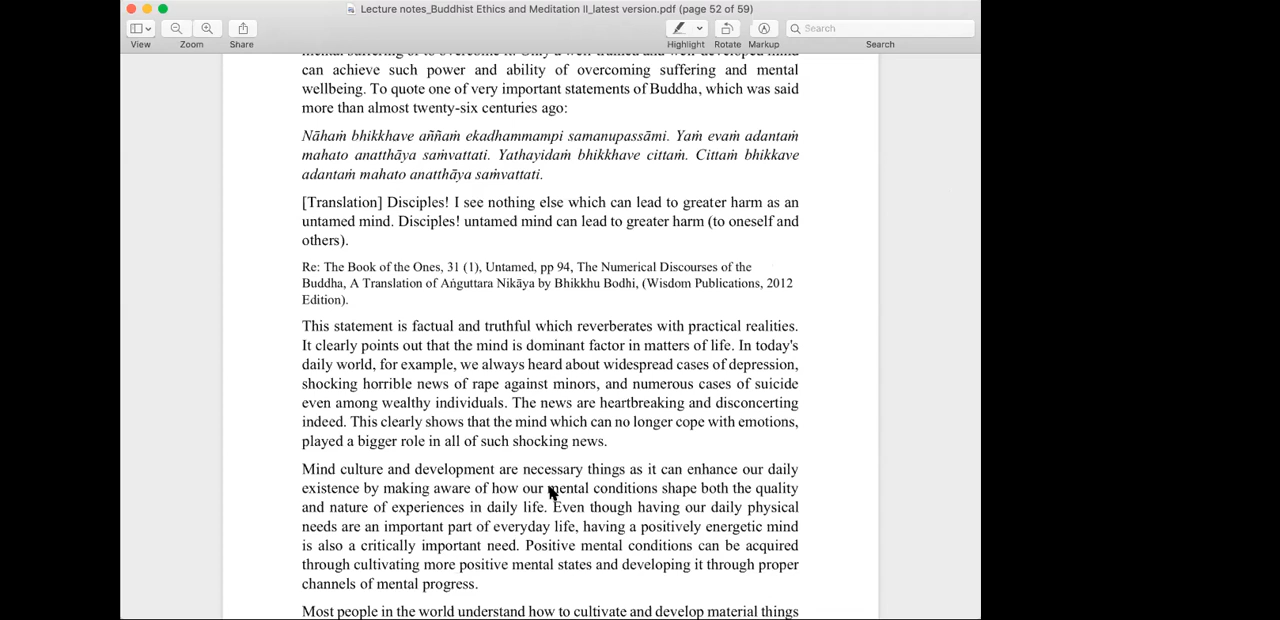 Lecture notes_Buddhist Ethics and Meditation II_latest version.pdf (page 52 of 59)
Search
View
Zoom
Share
Highlight
Rotate
Markup
Search
mental suffering or to overcome it. Only a well-trained and well-developed mind
can achieve such power and ability of overcoming suffering and mental
wellbeing. To quote one of very important statements of Buddha, which was said
more than almost twenty-six centuries ago:
Nāhaṁ bhikkhave aññaṁ ekadhammampi samanupassāmi. Yaṁ evaṁ adantaṁ
mahato anatthāya saṁvattati. Yathayidaṁ bhikkhave cittaṁ. Cittaṁ bhikkave
adantaṁ mahato anatthāya saṁvattati.
[Translation] Disciples! I see nothing else which can lead to greater harm as an
untamed mind. Disciples! untamed mind can lead to greater harm (to oneself and
others).
Re: The Book of the Ones, 31 (1), Untamed, pp 94, The Numerical Discourses of the
Buddha, A Translation of Aṅguttara Nikāya by Bhikkhu Bodhi, (Wisdom Publications, 2012
Edition).
This statement is factual and truthful which reverberates with practical realities.
It clearly points out that the mind is dominant factor in matters of life. In today's
daily world, for example, we always heard about widespread cases of depression,
shocking horrible news of rape against minors, and numerous cases of suicide
even among wealthy individuals. The news are heartbreaking and disconcerting
indeed. This clearly shows that the mind which can no longer cope with emotions,
played a bigger role in all of such shocking news.
Mind culture and development are necessary things as it can enhance our daily
existence by making aware of how our mental conditions shape both the quality
and nature of experiences in daily life. Even though having our daily physical
needs are an important part of everyday life, having a positively energetic mind
is also a critically important need. Positive mental conditions can be acquired
through cultivating more positive mental states and developing it through proper
channels of mental progress.
Most people in the world understand how to cultivate and develop material things